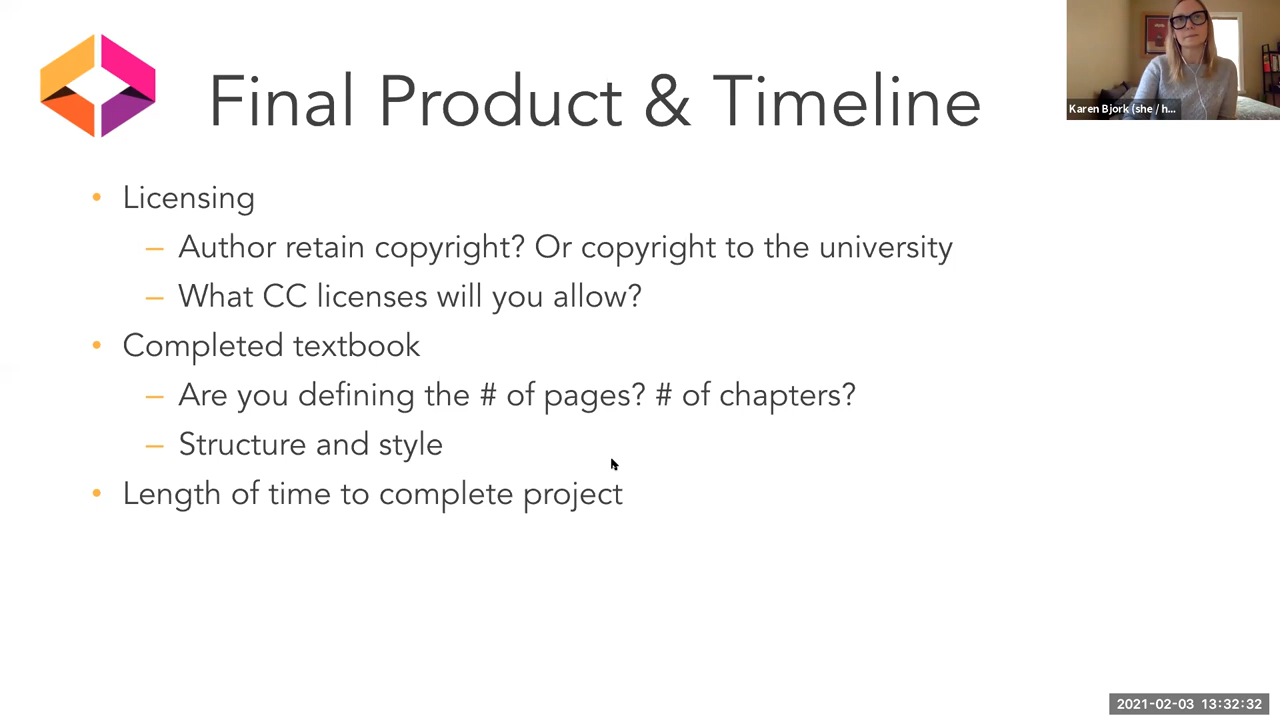 Final Product & Timeline
Karen Bjork (she / h...
• Licensing
– Author retain copyright? Or copyright to the university
– What CC licenses will you allow?
• Completed textbook
– Are you defining the # of pages? # of chapters?
– Structure and style
• Length of time to complete project
2021-02-03 13:32:32